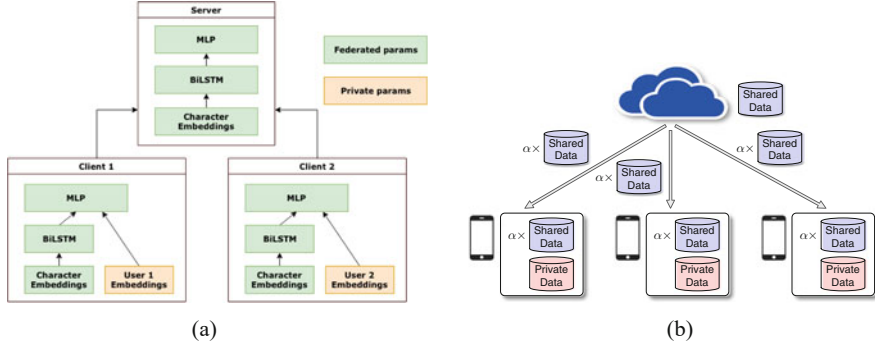 Server
MLP
BiLSTM
Character
Embeddings
Federated params
Private params
Client 1
MLP
BiLSTM
Character
Embeddings
User 1
Embeddings
Client 2
MLP
BiLSTM
Character
Embeddings
User 2
Embeddings
(a)
Shared
Data
α× Shared
Data
α× Shared
Data
α× Shared
Data
α× Shared
Data
Private
Data
α× Shared
Data
Private
Data
α× Shared
Data
Private
Data
(b)